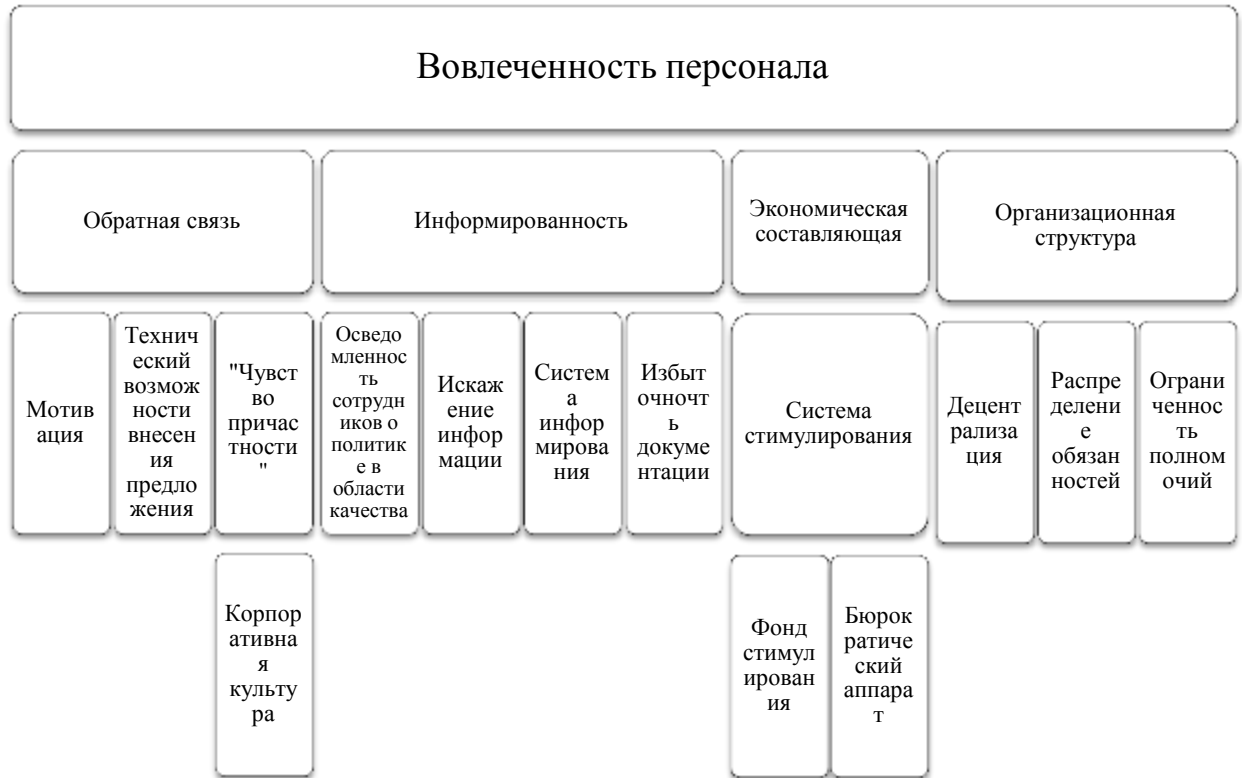 Вовлеченность персонала
Обратная связь
Информированность
Экономическая
составляющая
Организационная
структура
Мотив
ация
Технич
еский
возмож
ности
внесен
ия
предло
жения
"Чувст
во
причас
тности
"
Осведо
мленнос
ть
сотрудн
иков о
политик
е в
области
качества
Искаж
ение
инфор
мации
Систем
а
инфор
мирова
ния
Избыт
очночт
ь
докуме
нтации
Система
стимулирования
Децент
рализа
ция
Распре
делени
е
обязан
ностей
Ограни
ченнос
ть
полном
очий
Корпор
ативна
я
культу
ра
Фонд
стимул
ирован
ия
Бюрок
ратиче
ский
аппара
т